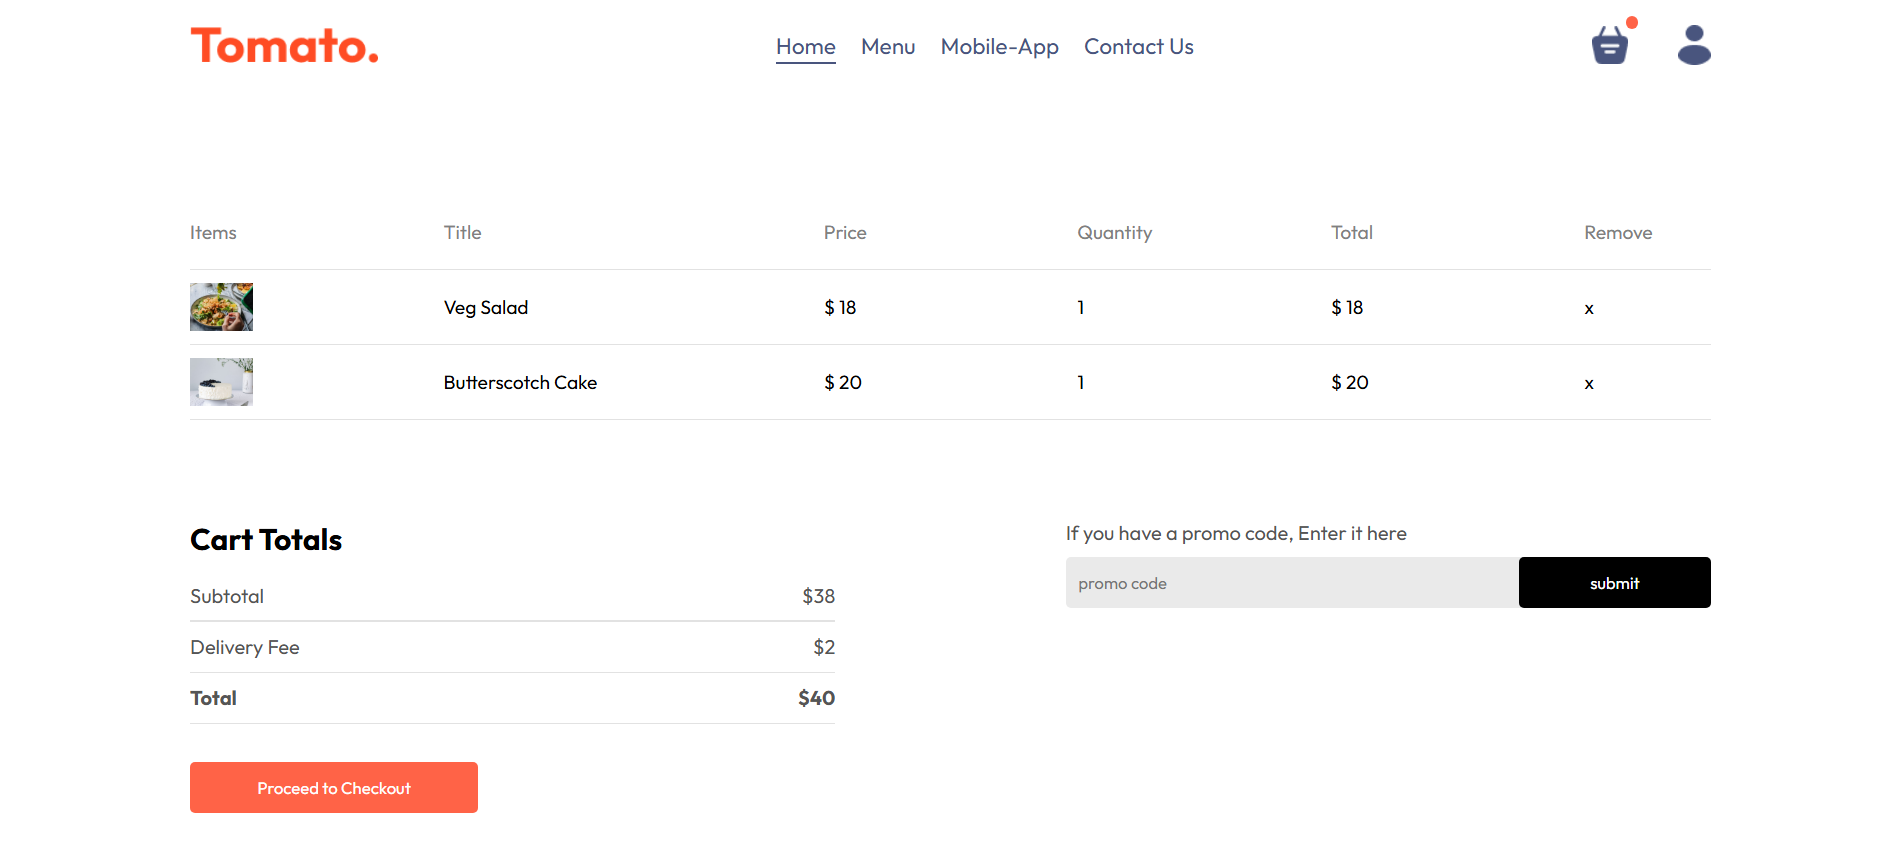 Tomato.
Home Menu Mobile-App Contact Us
Items Title Price Quantity Total Remove
Veg Salad $ 18 1 $ 18 x
Butterscotch Cake $ 20 1 $ 20 x
Cart Totals
Subtotal $38
Delivery Fee $2
Total $40
Proceed to Checkout
If you have a promo code, Enter it here
promo code submit